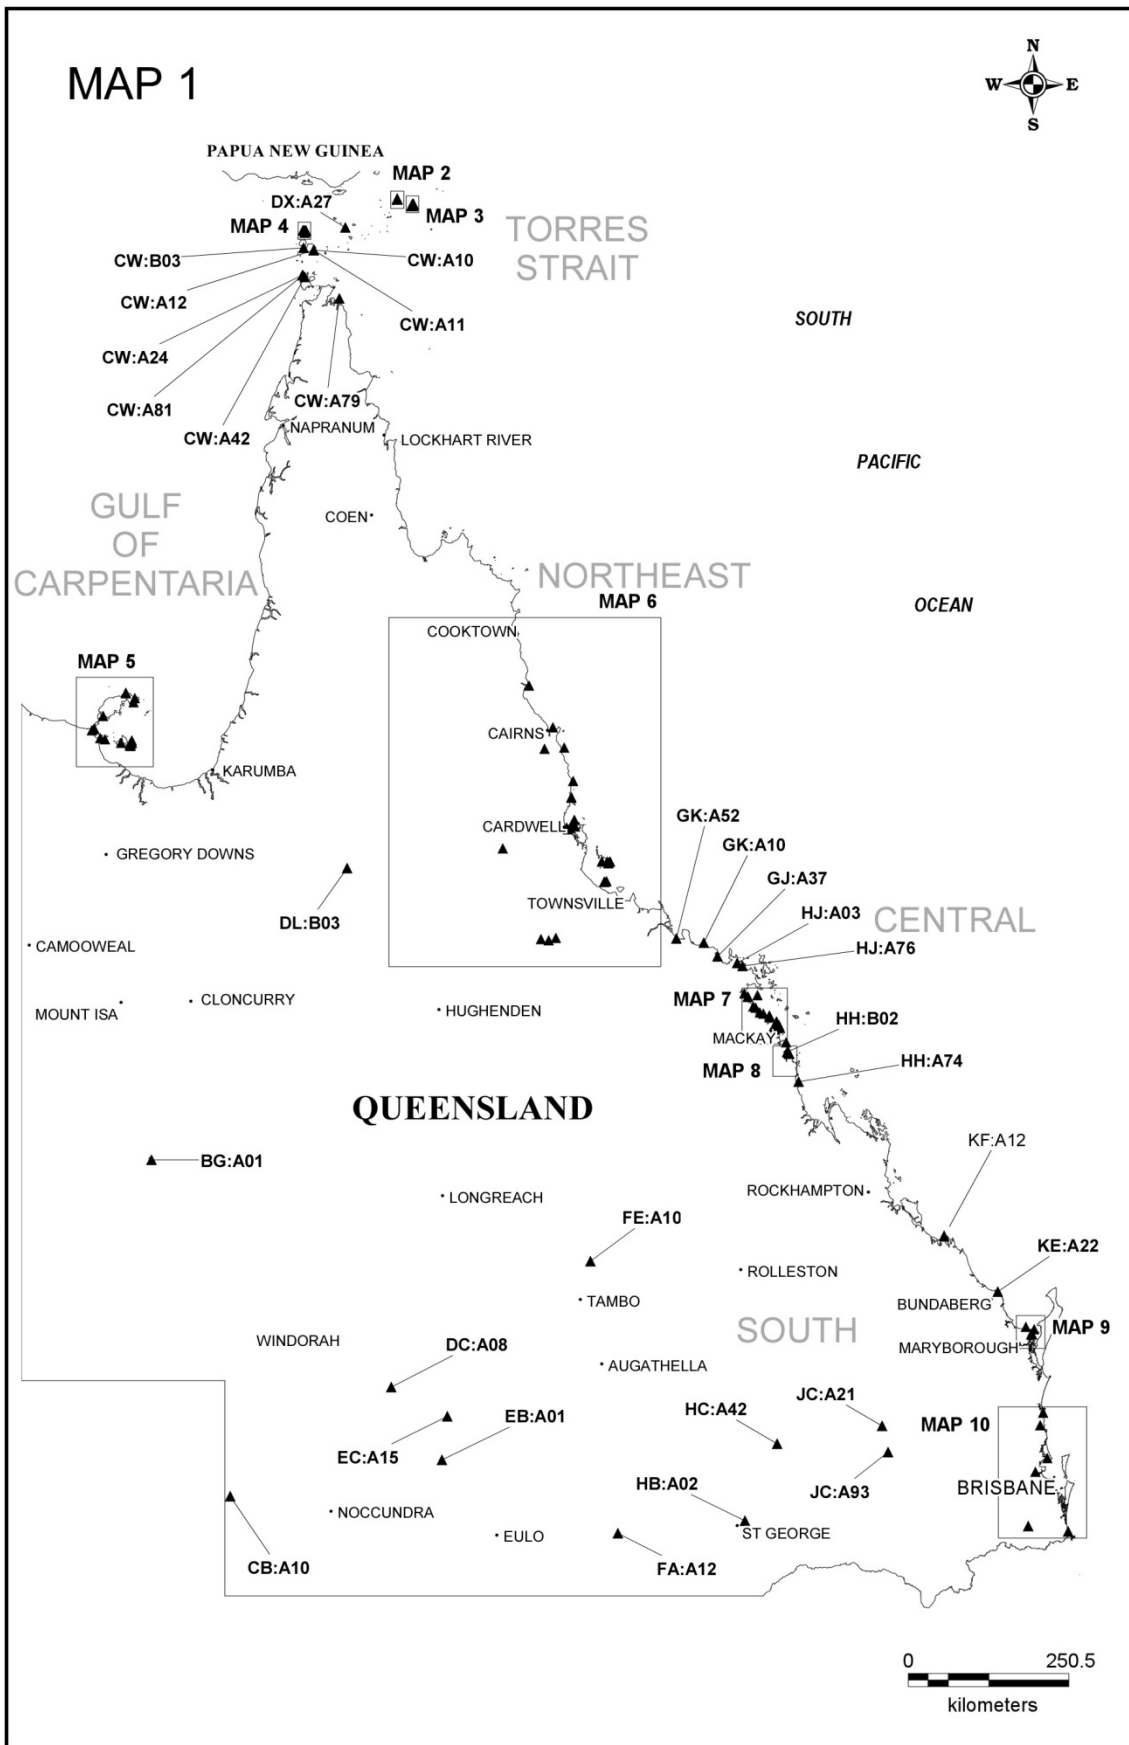 MAP 1
N
W
E
S
PAPUA NEW GUINEA
MAP 2
DX:A27
MAP 3
MAP 4
TORRES
STRAIT
CW:B03
CW:A10
CW:A12
CW:A11
SOUTH
CW:A24
CW:A79
CW:A81
CW:A42
NAPRANUM
LOCKHART RIVER
PACIFIC
GULF
OF
CARPENTARIA
COEN
NORTHEAST
MAP 6
OCEAN
COOKTOWN
MAP 5
CAIRNS
KARUMBA
CARDWELL
GK:A52
GK:A10
GREGORY DOWNS
GJ:A37
DL:B03
TOWNSVILLE
HJ:A03
CENTRAL
CAMOOWEAL
HJ:A76
MAP 7
CLONCURRY
MOUNT ISA
HUGHENDEN
HH:B02
MACKAY
MAP 8
HH:A74
QUEENSLAND
KF:A12
BG:A01
LONGREACH
ROCKHAMPTON
FE:A10
KE:A22
ROLLESTON
TAMBO
BUNDABERG
WINDORAH
SOUTH
MAP 9
DC:A08
MARYBOROUGH
AUGATHELLA
JC:A21
EB:A01
HC:A42
MAP 10
EC:A15
JC:A93
HB:A02
BRISBANE
NOCCUNDRA
EULO
ST GEORGE
CB:A10
FA:A12
0 250.5
kilometers